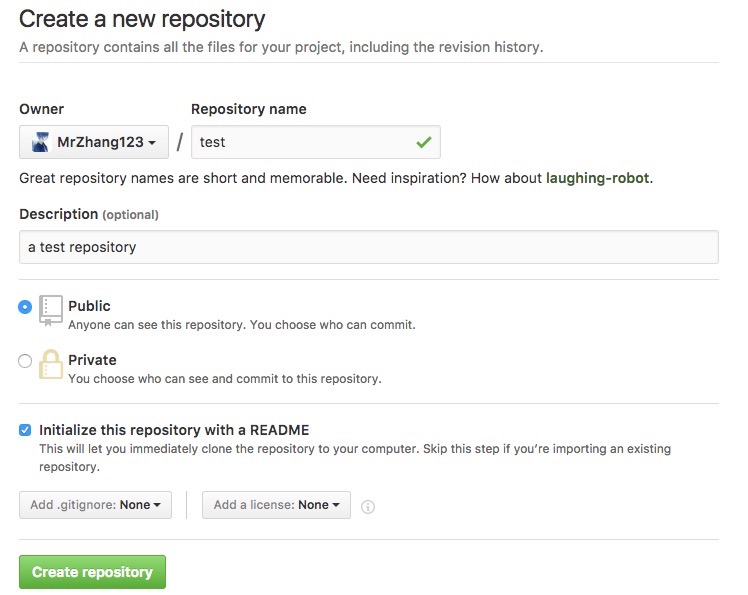 Create a new repository
A repository contains all the files for your project, including the revision history.
Owner Repository name
MrZhang123 / test
Great repository names are short and memorable. Need inspiration? How about laughing-robot.
Description (optional)
a test repository
Public
Anyone can see this repository. You choose who can commit.
Private
You choose who can see and commit to this repository.
Initialize this repository with a README
This will let you immediately clone the repository to your computer. Skip this step if you’re importing an existing
repository.
Add .gitignore: None Add a license: None
Create repository